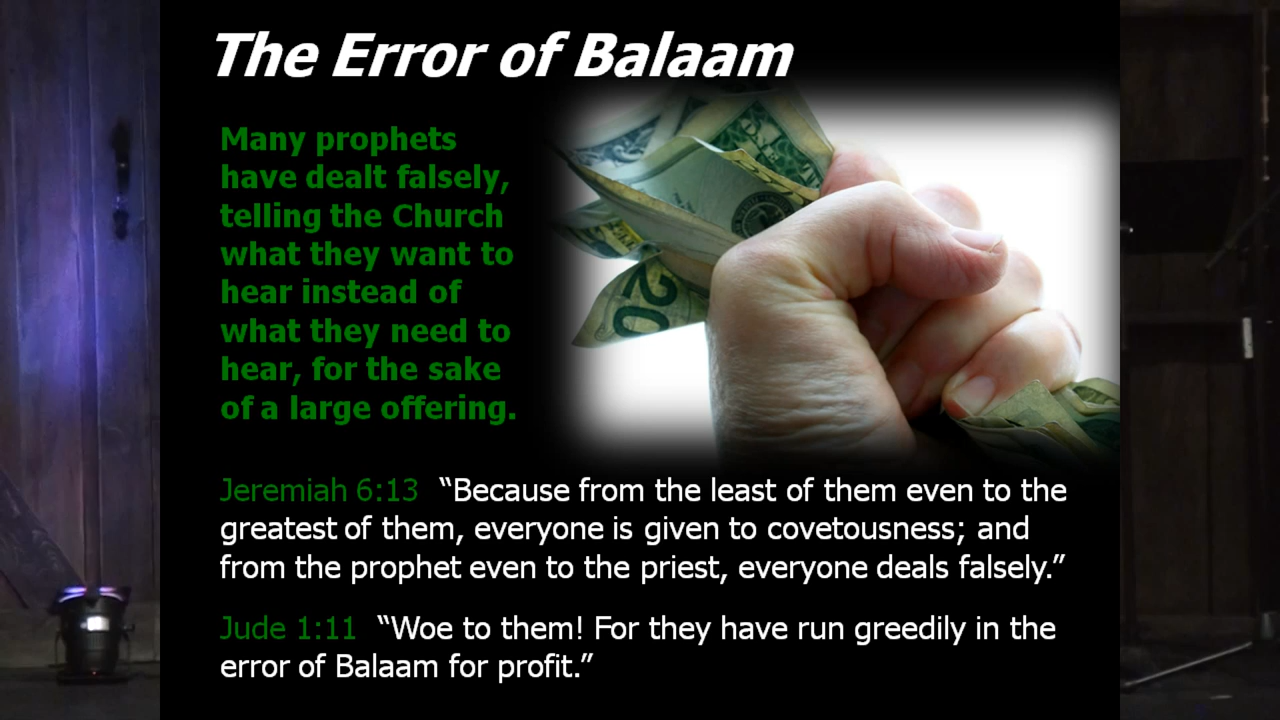 The Error of Balaam
Many prophets
have dealt falsely,
telling the Church
what they want to
hear instead of
what they need to
hear, for the sake
of a large offering.
20
Jeremiah 6:13 “Because from the least of them even to the
greatest of them, everyone is given to covetousness; and
from the prophet even to the priest, everyone deals falsely.”
Jude 1:11 “Woe to them! For they have run greedily in the
error of Balaam for profit.”